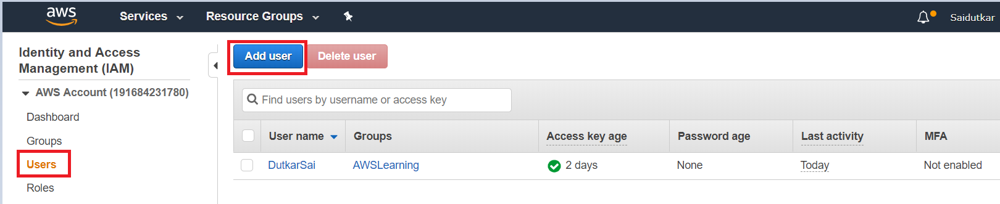 aws
Services
Resource Groups
Saidutkar
Identity and Access
Management (IAM)
AWS Account (191684231780)
Dashboard
Groups
Users
Roles
Add user
Delete user
Find users by username or access key
User name
Groups
Access key age
Password age
Last activity
MFA
DutkarSai
AWSLearning
2 days
None
Today
Not enabled